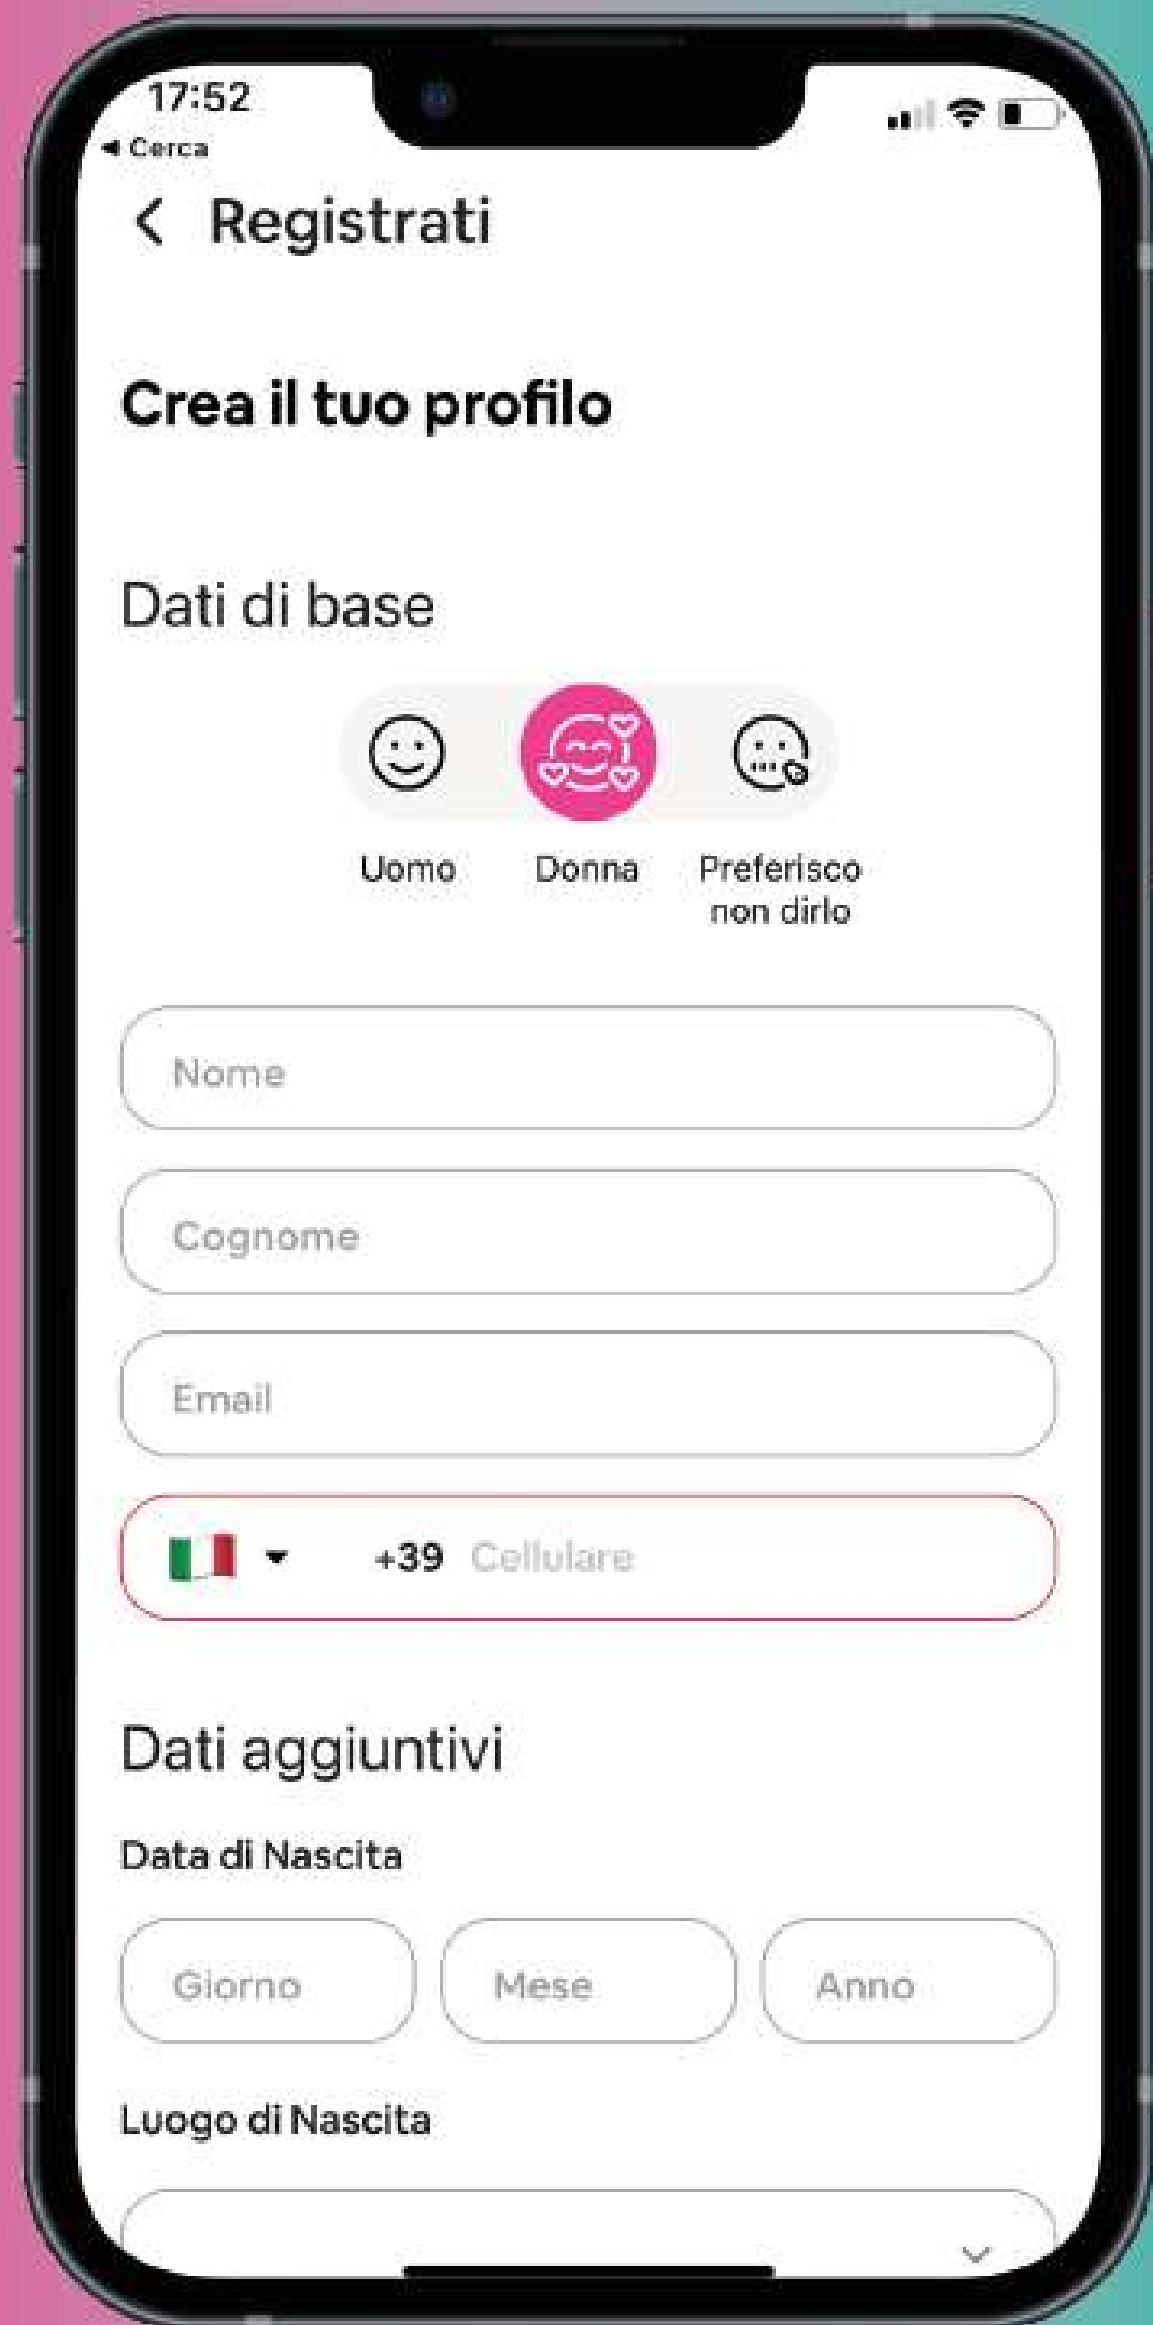 17:52
Cerca
Registrati
Crea il tuo profilo
Dati di base
Uomo
Donna
Preferisco
non dirlo
Nome
Cognome
Email
+39 Cellulare
Dati aggiuntivi
Data di Nascita
Giorno
Mese
Anno
Luogo di Nascita